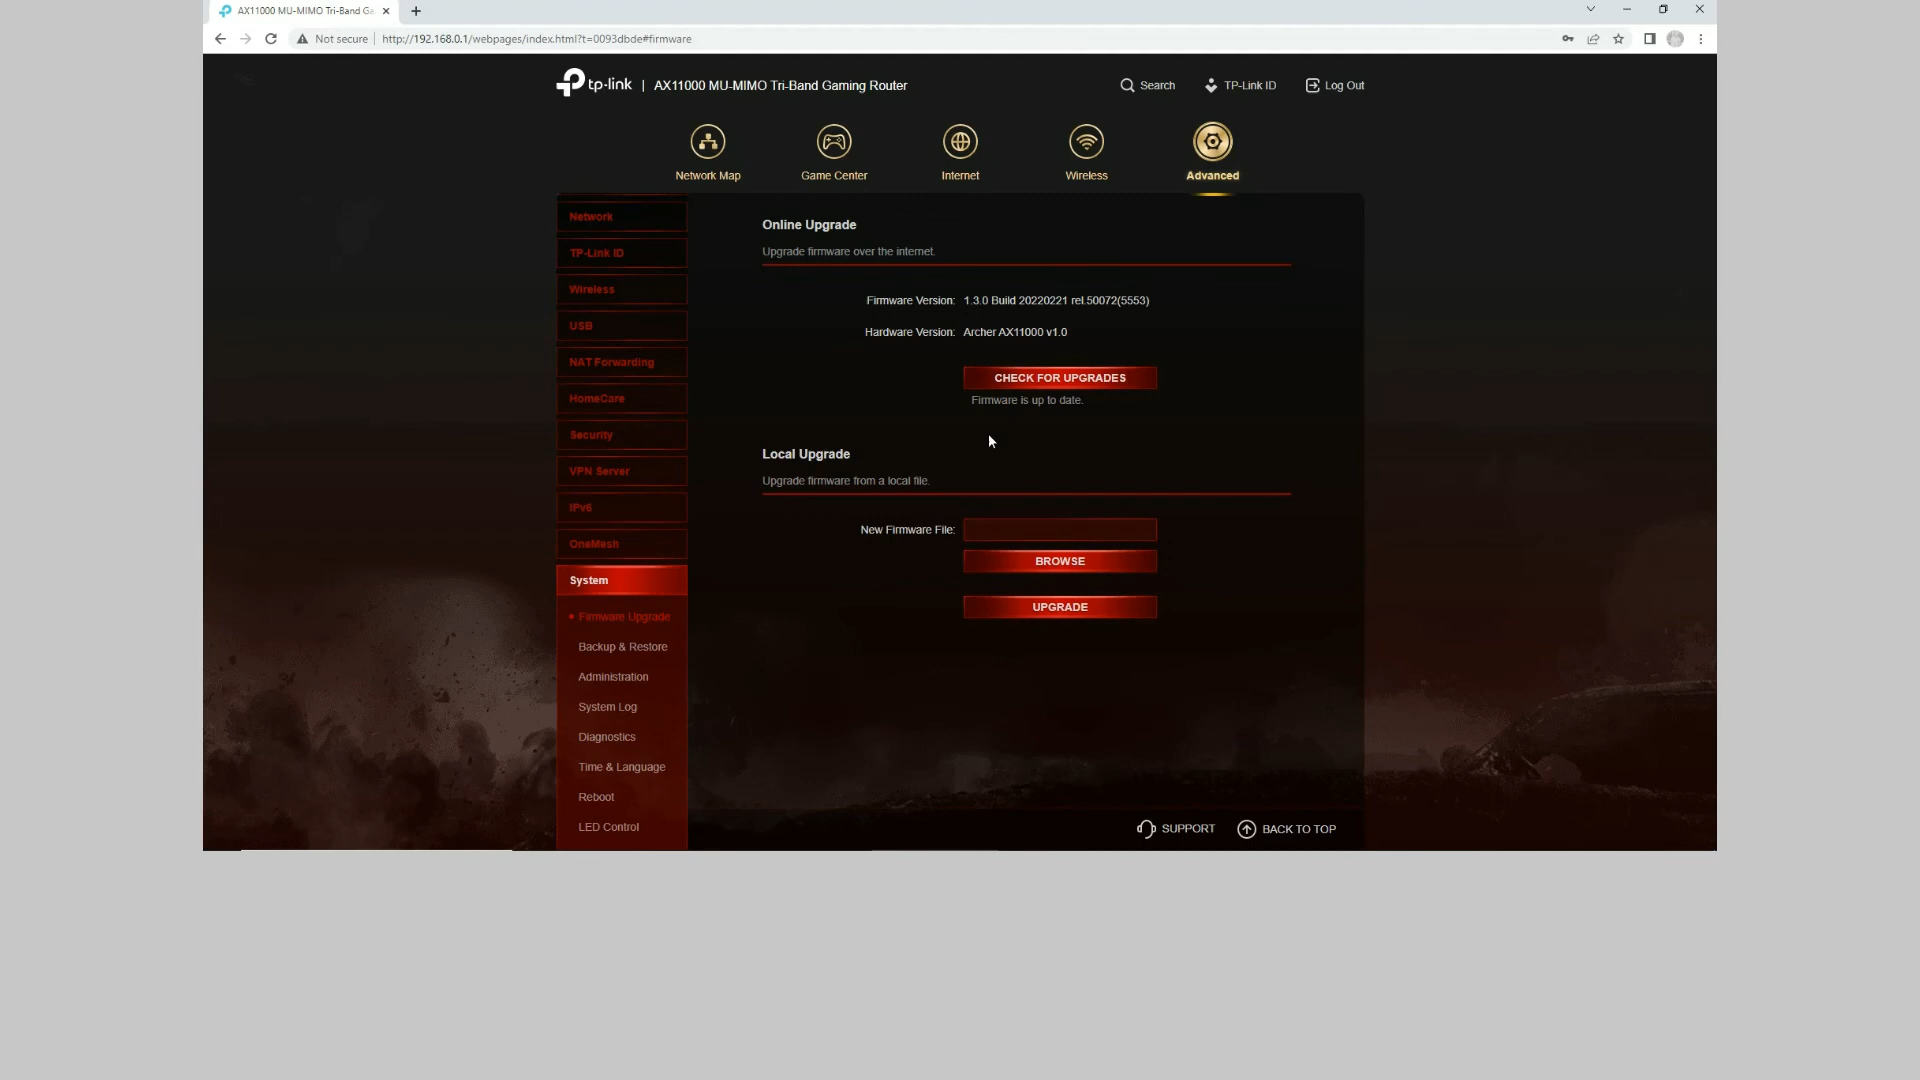 AX11000 MU-MIMO Tri-Band Ga
Not secure | http://192.168.0.1/webpages/index.html?t=0093dbde#firmware
tp-link | AX11000 MU-MIMO Tri-Band Gaming Router
Search
TP-Link ID
Log Out
Network Map
Game Center
Internet
Wireless
Advanced
Network
TP-Link ID
Wireless
USB
NAT Forwarding
HomeCare
Security
VPN Server
IPv6
OneMesh
System
Firmware Upgrade
Backup & Restore
Administration
System Log
Diagnostics
Time & Language
Reboot
LED Control
Online Upgrade
Upgrade firmware over the internet.
Firmware Version: 1.3.0 Build 20220221 rel.50072(5553)
Hardware Version: Archer AX11000 v1.0
CHECK FOR UPGRADES
Firmware is up to date.
Local Upgrade
Upgrade firmware from a local file.
New Firmware File:
BROWSE
UPGRADE
SUPPORT
BACK TO TOP